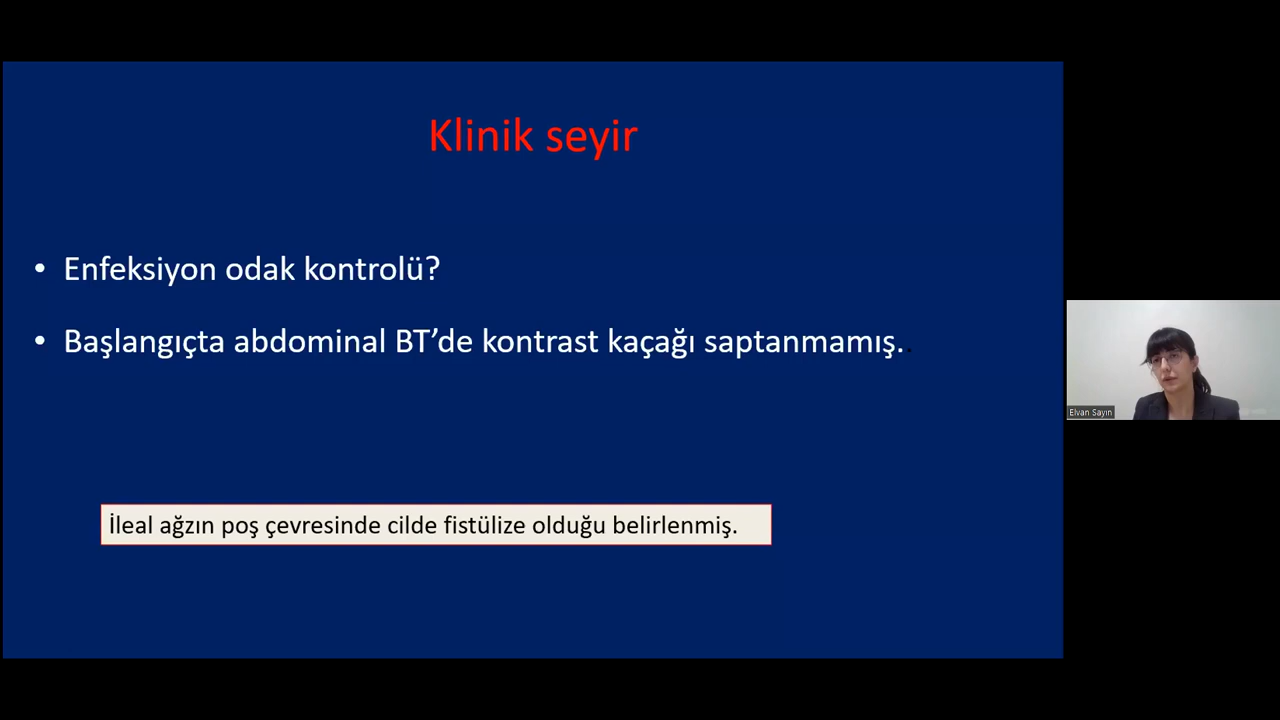 Klinik seyir
• Enfeksiyon odak kontrolü?
• Başlangıçta abdominal BT’de kontrast kaçağı saptanmamış..
İleal ağzın poş çevresinde cilde fistülize olduğu belirlenmiş.
Elvan Sayın